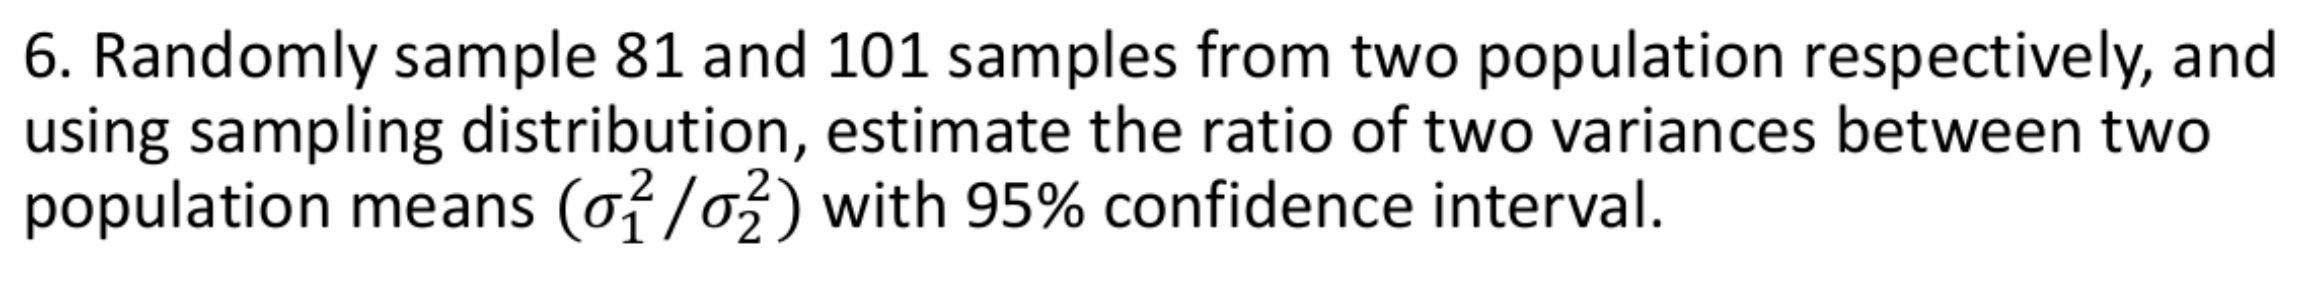 6. Randomly sample 81 and 101 samples from two population respectively, and
using sampling distribution, estimate the ratio of two variances between two
population means (σ₁²/σ₂²) with 95% confidence interval.